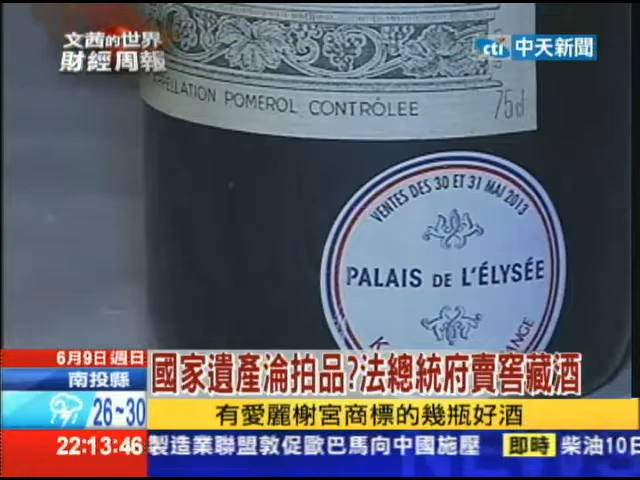 文茜的世界
財經周報
cti 中天新聞
APPELLATION POMEROL CONTRÔLÉE
75cl
VENTES DES 30 ET 31 MAI 2013
PALAIS DE L'ÉLYSÉE
6月9日 週日
南投縣
26~30
22:13:46
國家遺產淪拍品?法總統府賣窖藏酒
有愛麗榭宮商標的幾瓶好酒
製造業聯盟敦促歐巴馬向中國施壓 即時 柴油10日